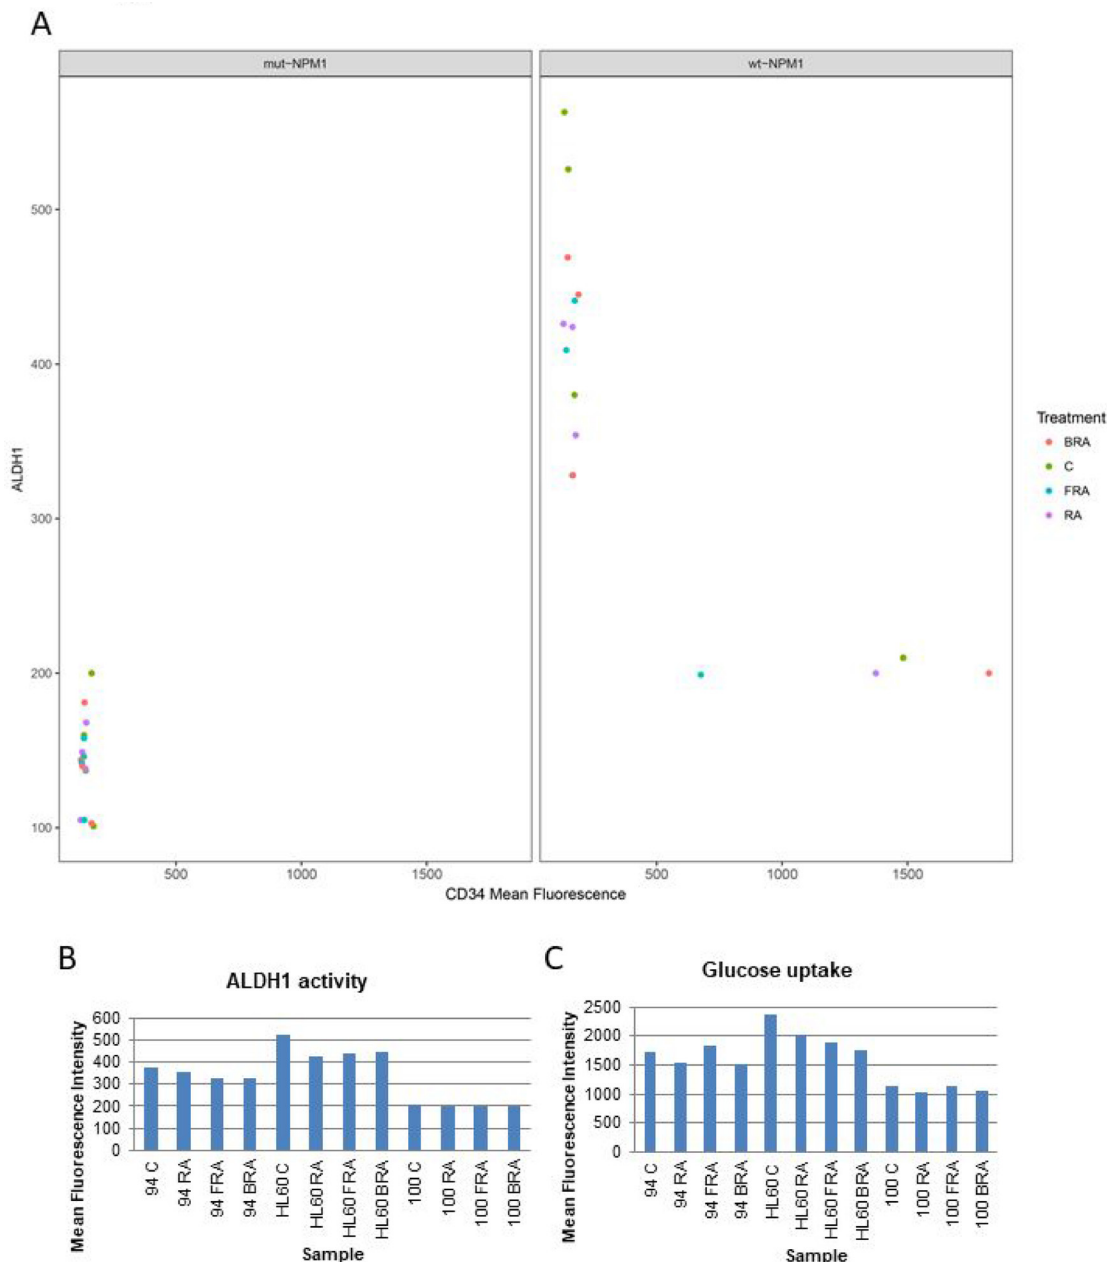 A
mut-NPM1
wt-NPM1
500
400
300
200
100
ALDH1
500
1000
1500
500
1000
1500
CD34 Mean Fluorescence
Treatment
BRA
C
FRA
RA
B
ALDH1 activity
Mean Fluorescence Intensity
600
500
400
300
200
100
0
94 C
94 RA
94 FRA
94 BRA
HL60 C
HL60 RA
HL60 FRA
HL60 BRA
100 C
100 RA
100 FRA
100 BRA
Sample
C
Glucose uptake
Mean Fluorescence Intensity
2500
2000
1500
1000
500
0
94 C
94 RA
94 FRA
94 BRA
HL60 C
HL60 RA
HL60 FRA
HL60 BRA
100 C
100 RA
100 FRA
100 BRA
Sample